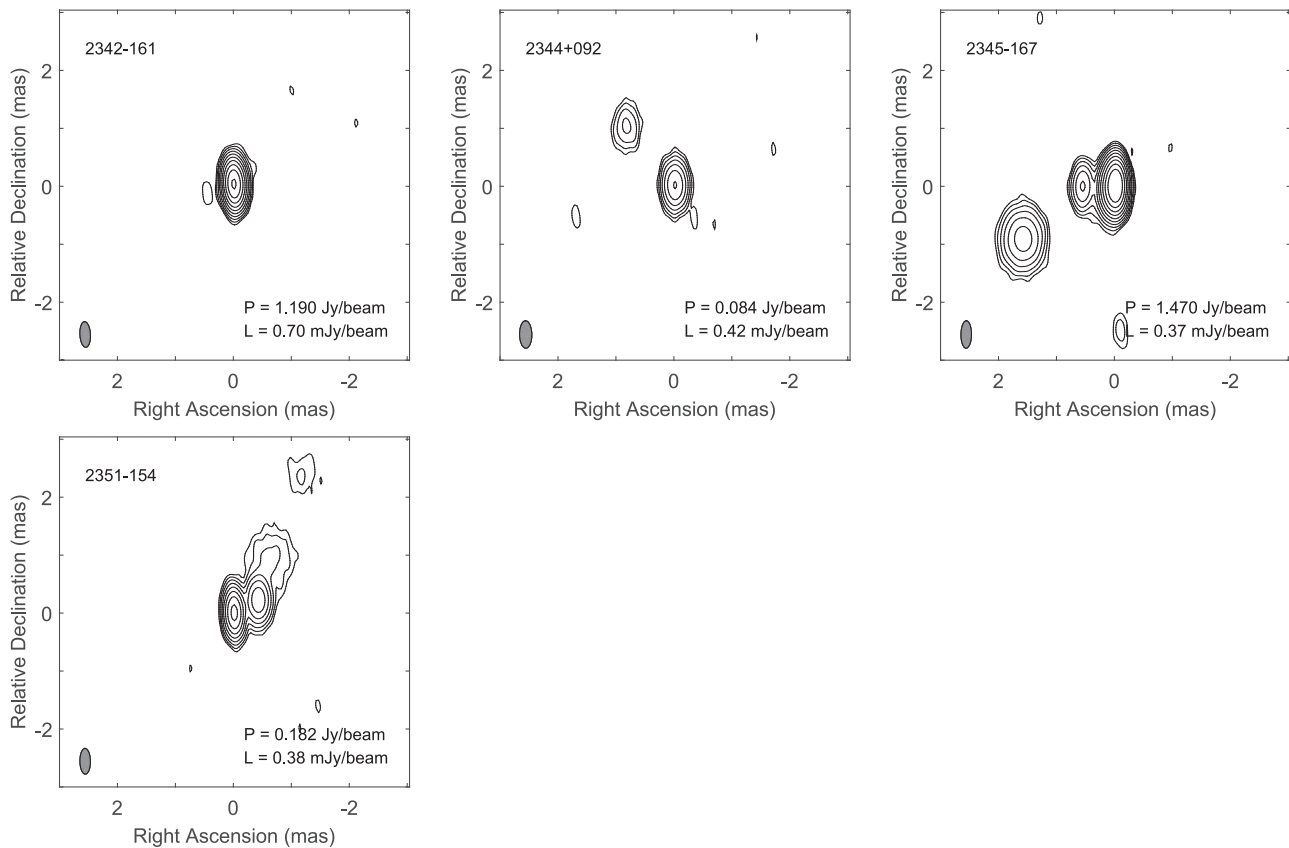 2342-161
Relative Declination (mas)
2
0
-2
P = 1.190 Jy/beam
L = 0.70 mJy/beam
2 0 -2
Right Ascension (mas)
2344+092
Relative Declination (mas)
2
0
-2
P = 0.084 Jy/beam
L = 0.42 mJy/beam
2 0 -2
Right Ascension (mas)
2345-167
Relative Declination (mas)
2
0
-2
P = 1.470 Jy/beam
L = 0.37 mJy/beam
2 0 -2
Right Ascension (mas)
2351-154
Relative Declination (mas)
2
0
-2
P = 0.182 Jy/beam
L = 0.38 mJy/beam
2 0 -2
Right Ascension (mas)